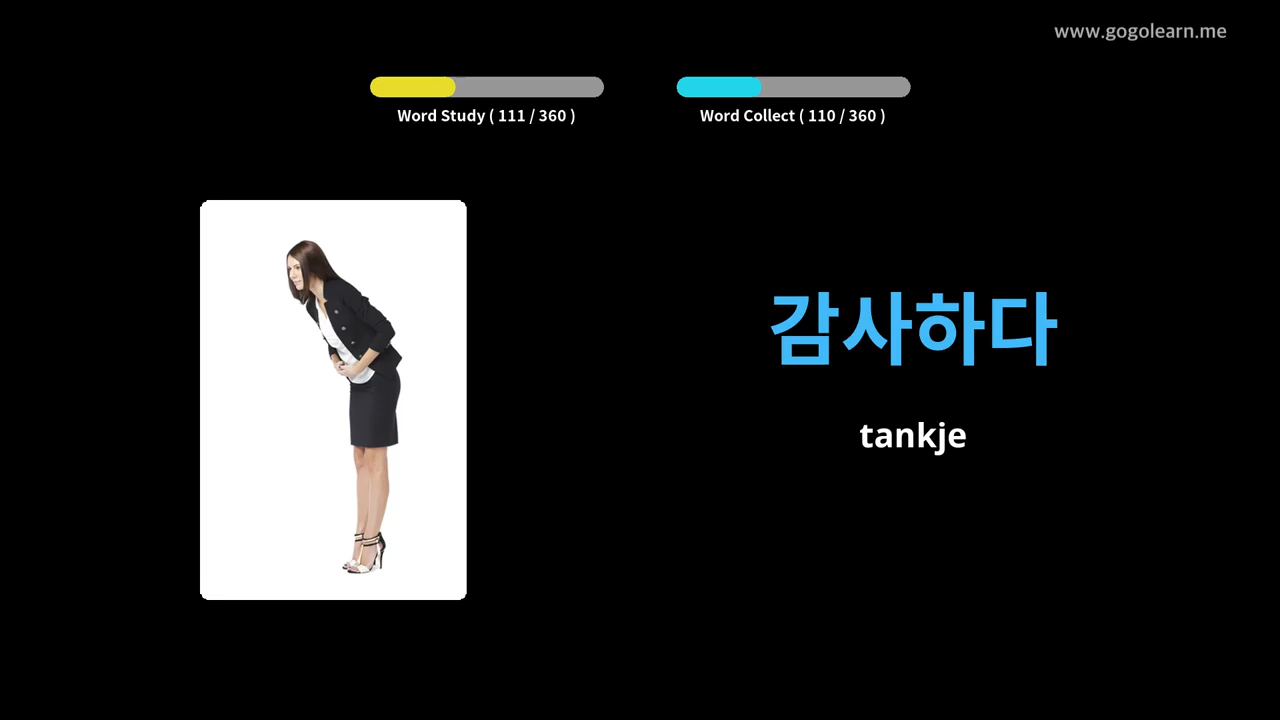 www.gogolearn.me
Word Study ( 111 / 360 )
Word Collect ( 110 / 360 )
감사하다
tankje